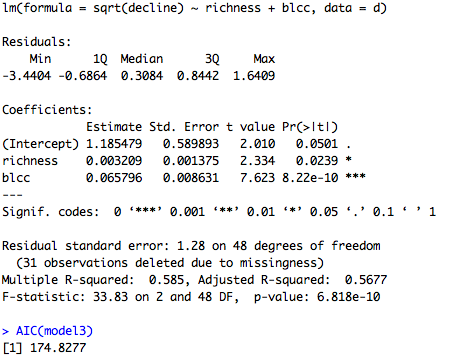 lm(formula = sqrt(decline) ~ richness + blcc, data = d)
Residuals:
    Min      1Q  Median      3Q     Max
-3.4404 -0.6864  0.3084  0.8442  1.6409
Coefficients:
            Estimate Std. Error t value Pr(>|t|)
(Intercept) 1.185479   0.589893   2.010   0.0501 .
richness    0.003209   0.001375   2.334   0.0239 *
blcc        0.065796   0.008631   7.623 8.22e-10 ***
---
Signif. codes:  0 ‘***’ 0.001 ‘**’ 0.01 ‘*’ 0.05 ‘.’ 0.1 ‘ ’ 1
Residual standard error: 1.28 on 48 degrees of freedom
  (31 observations deleted due to missingness)
Multiple R-squared:  0.585, Adjusted R-squared:  0.5677
F-statistic: 33.83 on 2 and 48 DF,  p-value: 6.818e-10
> AIC(model3)
[1] 174.8277